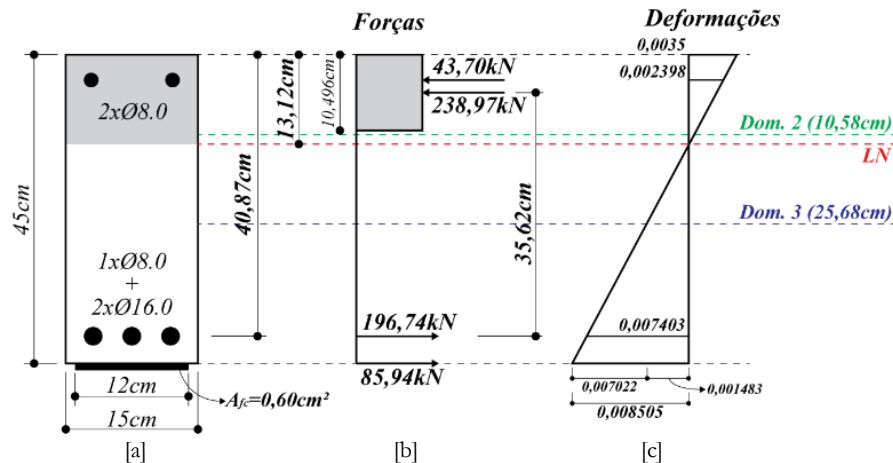 Forças
Deformações
45cm
2xØ8.0
1xØ8.0
+
2xØ16.0
12cm
15cm
A_fc=0,60cm²
[a]
40,87cm
13,12cm
10,496cm
43,70kN
238,97kN
35,62cm
196,74kN
85,94kN
[b]
0,0035
0,002398
Dom. 2 (10,58cm)
LN
Dom. 3 (25,68cm)
0,007403
0,007022
0,001483
0,008505
[c]